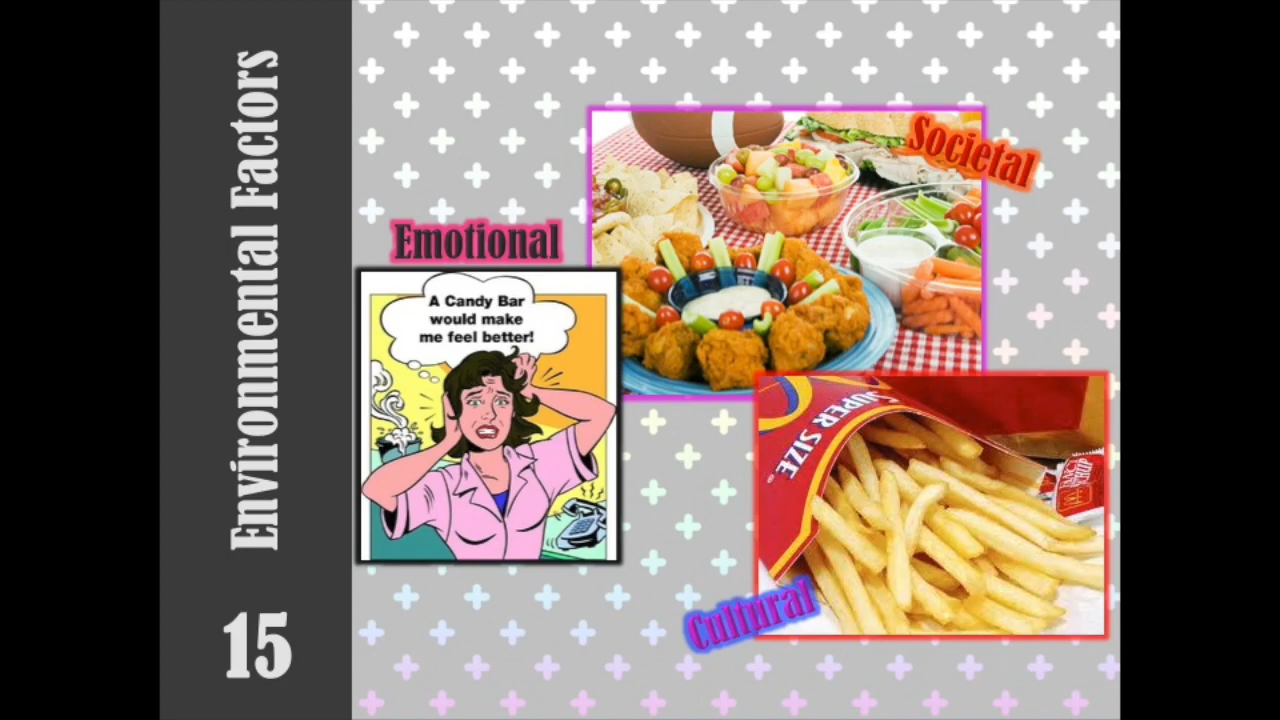 Environmental Factors
15
Emotional
A Candy Bar
would make
me feel better!
Societal
SUPER SIZE
Cultural